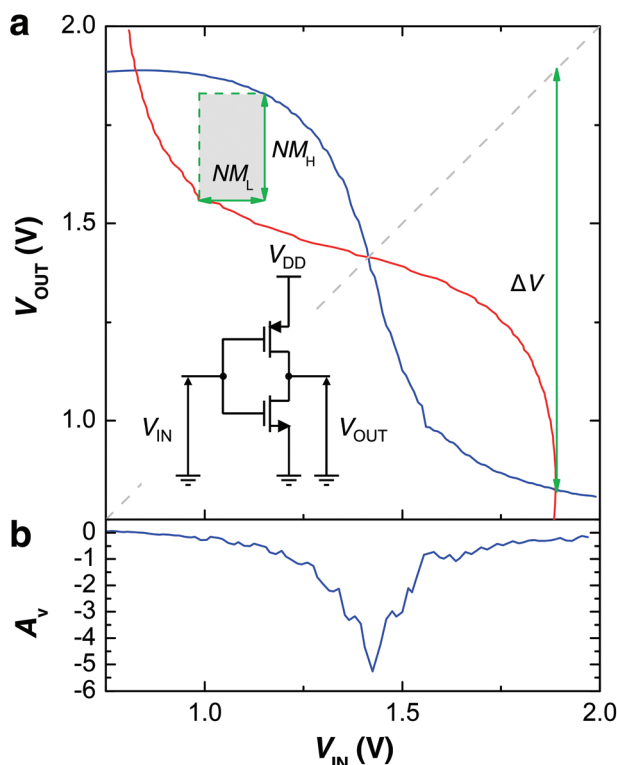 a
2.0
1.5
1.0
V_OUT (V)
NM_H
NM_L
ΔV
V_DD
V_IN
V_OUT
b
0
-1
-2
-3
-4
-5
-6
A_v
1.0
1.5
2.0
V_IN (V)